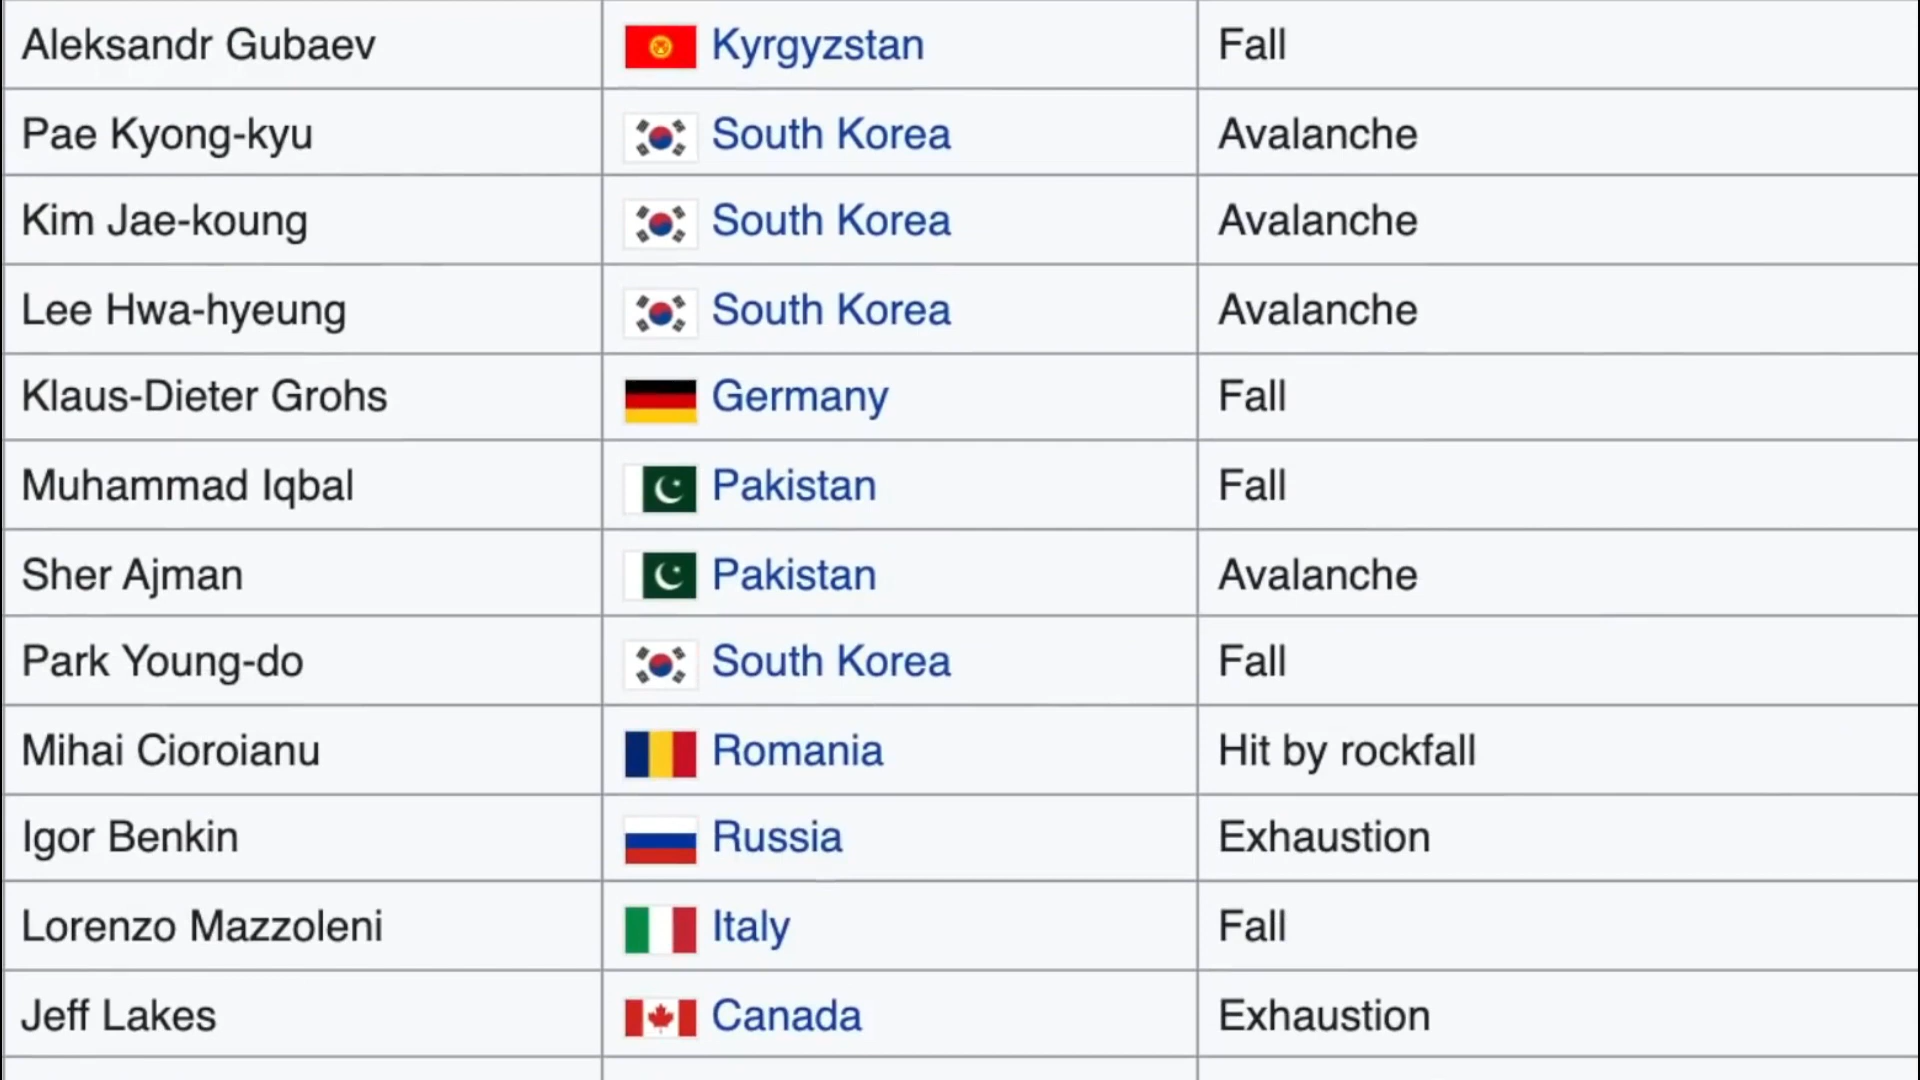 Aleksandr Gubaev Kyrgyzstan Fall
Pae Kyong-kyu South Korea Avalanche
Kim Jae-koung South Korea Avalanche
Lee Hwa-hyeung South Korea Avalanche
Klaus-Dieter Grohs Germany Fall
Muhammad Iqbal Pakistan Fall
Sher Ajman Pakistan Avalanche
Park Young-do South Korea Fall
Mihai Cioroianu Romania Hit by rockfall
Igor Benkin Russia Exhaustion
Lorenzo Mazzoleni Italy Fall
Jeff Lakes Canada Exhaustion